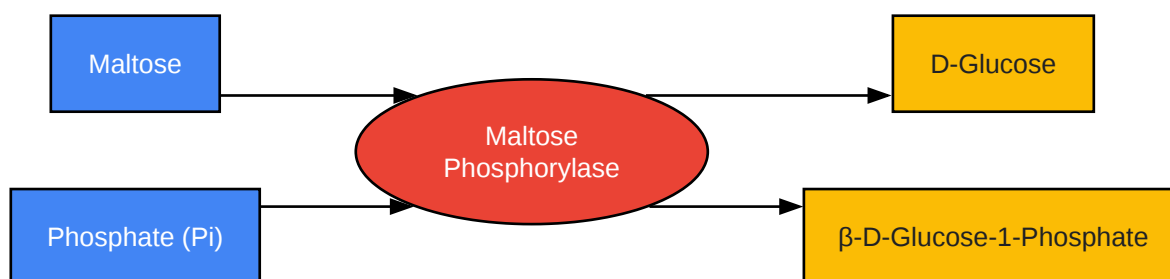 Maltose
D-Glucose
Maltose
Phosphorylase
Phosphate (Pi)
β-D-Glucose-1-Phosphate